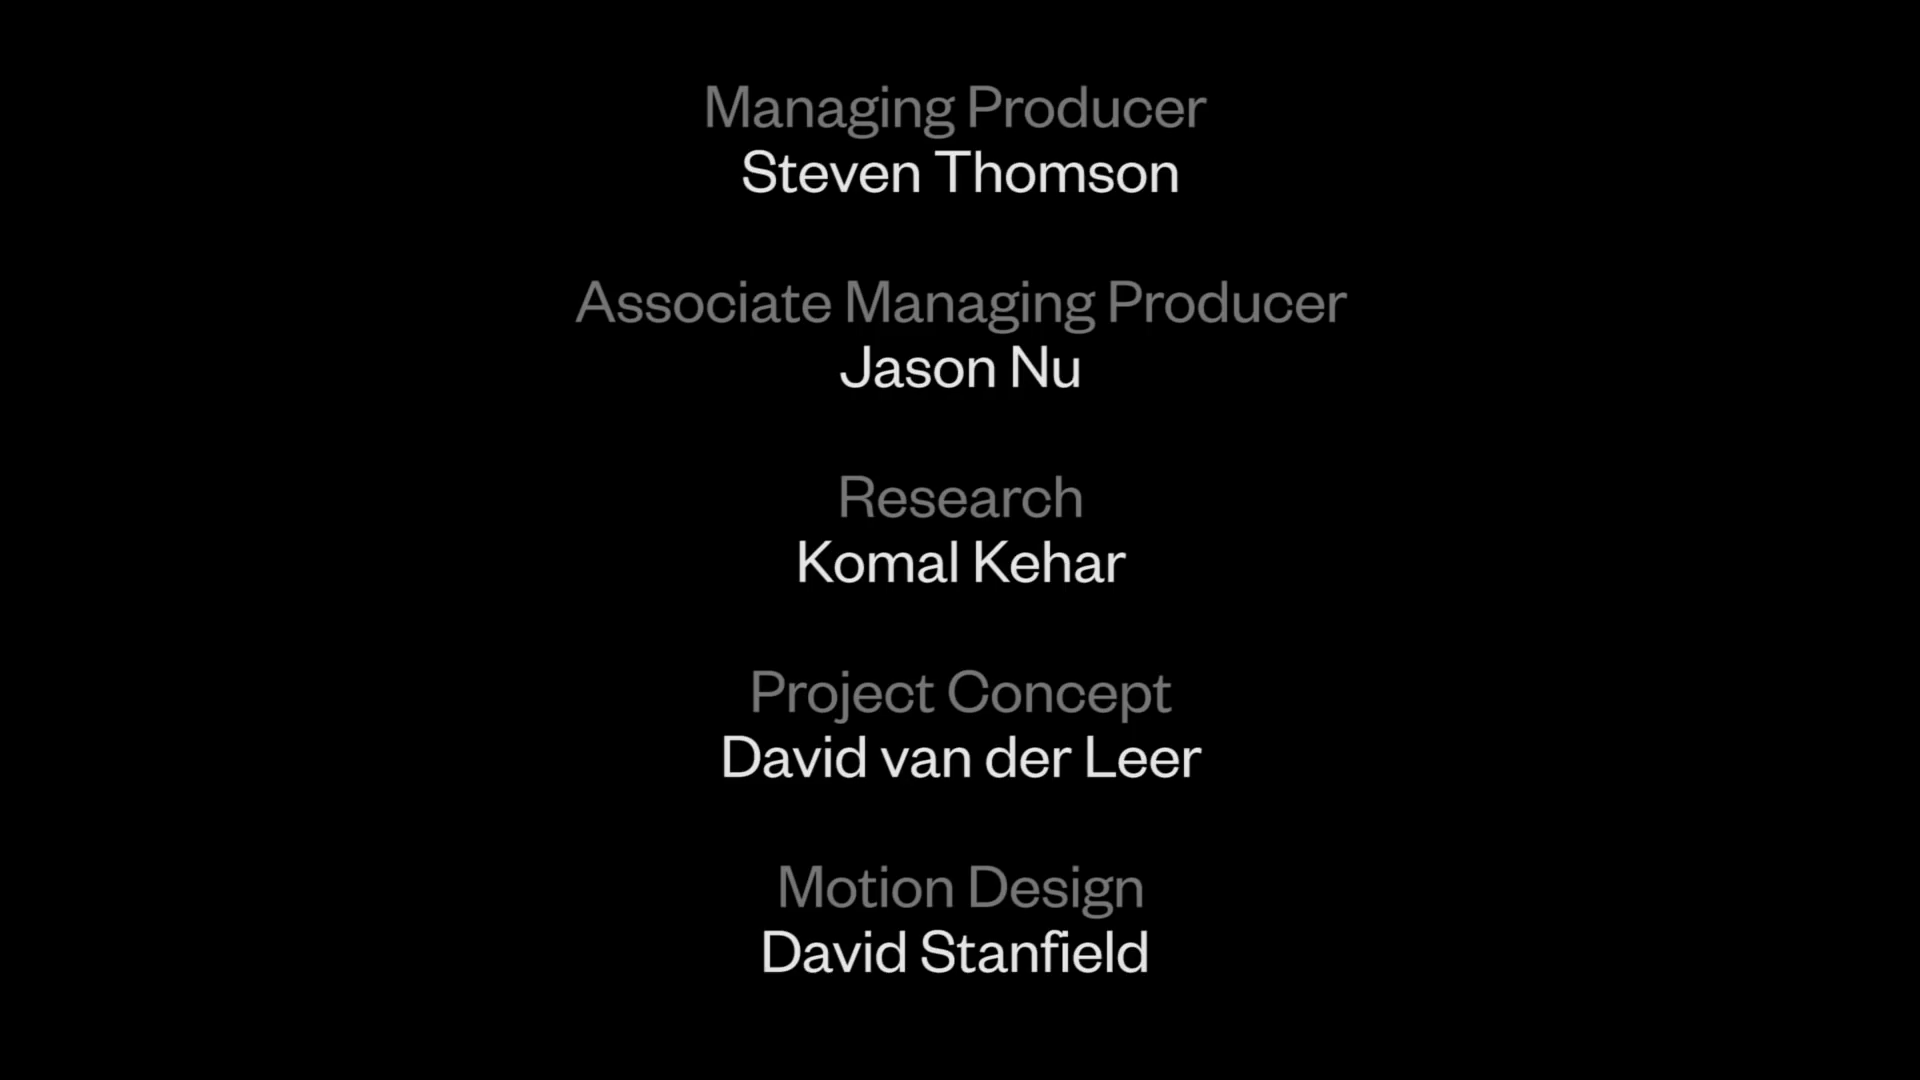 Managing Producer
Steven Thomson
Associate Managing Producer
Jason Nu
Research
Komal Kehar
Project Concept
David van der Leer
Motion Design
David Stanfield